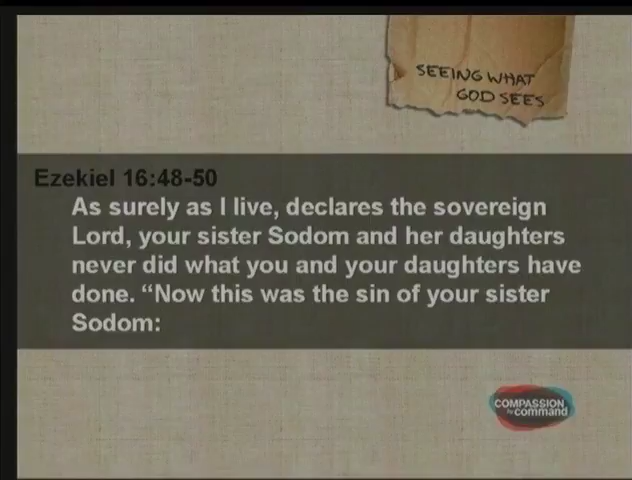 SEEING WHAT
GOD SEES
Ezekiel 16:48-50
As surely as I live, declares the sovereign
Lord, your sister Sodom and her daughters
never did what you and your daughters have
done. “Now this was the sin of your sister
Sodom:
COMPASSION
by command